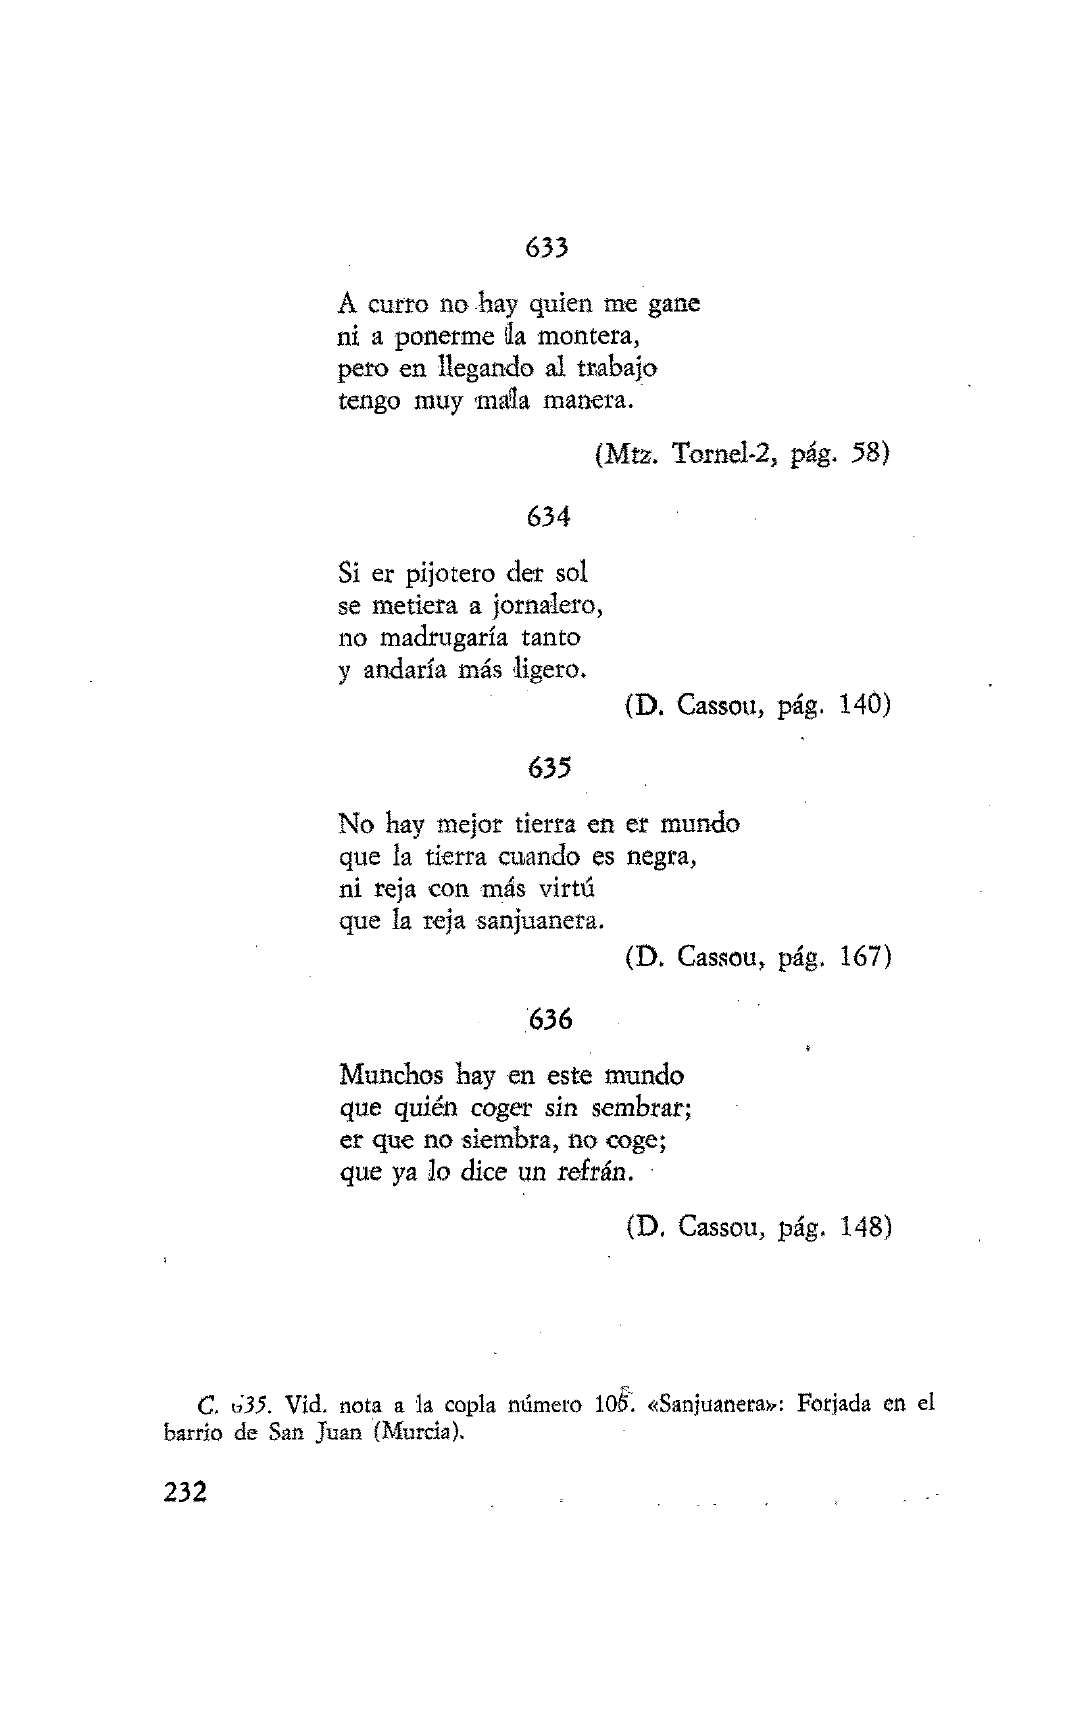 633
A curro no hay quien me gane
ni a ponerme la montera,
pero en llegando al trabajo
tengo muy mala manera.
(Mtz. Tornel-2, pág. 58)
634
Si er pijotero der sol
se metiera a jornalero,
no madrugaría tanto
y andaría más ligero.
(D. Cassou, pág. 140)
635
No hay mejor tierra en er mundo
que la tierra cuando es negra,
ni reja con más virtú
que la reja sanjuanera.
(D. Cassou, pág. 167)
636
Munchos hay en este mundo
que quién coger sin sembrar;
er que no siembra, no coge;
que ya lo dice un refrán.
(D. Cassou, pág. 148)
C. 635. Vid. nota a la copla número «Sanjuanera»: Forjada en el
barrio de San Juan (Murcia).
232